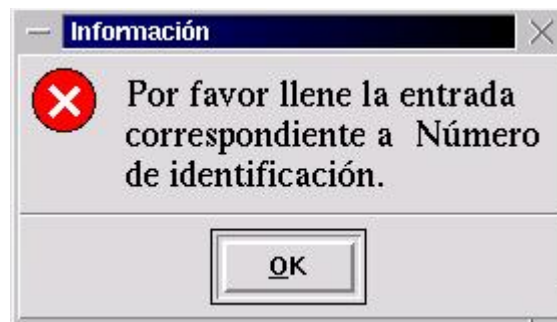 Información
Por favor llene la entrada
correspondiente a  Número
de identificación.
OK